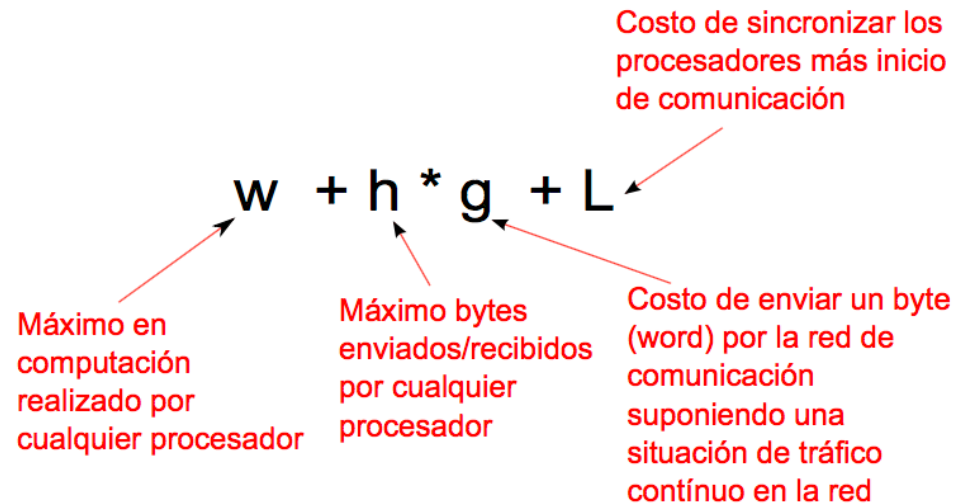 Costo de sincronizar los
procesadores más inicio
de comunicación
w + h * g + L
Máximo en
computación
realizado por
cualquier procesador
Máximo bytes
enviados/recibidos
por cualquier
procesador
Costo de enviar un byte
(word) por la red de
comunicación
suponiendo una
situación de tráfico
contínuo en la red